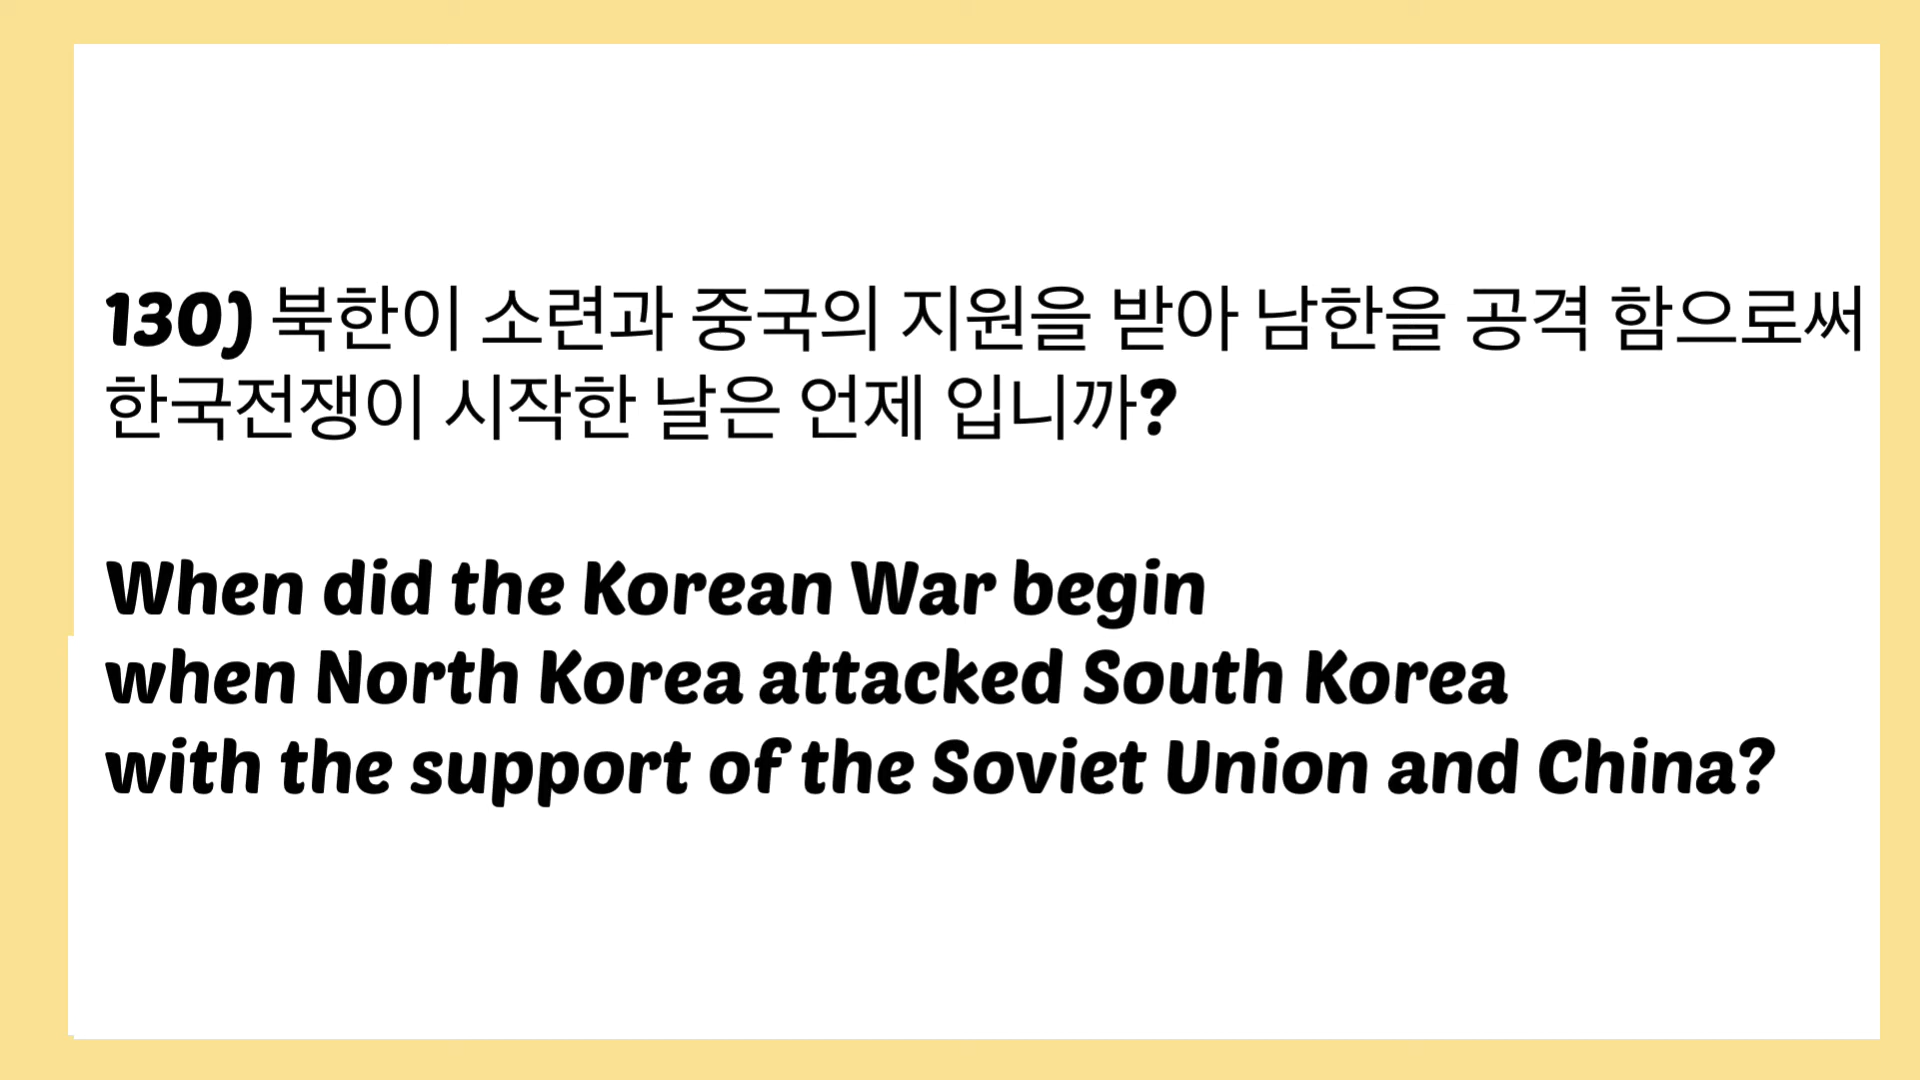 130) 북한이 소련과 중국의 지원을 받아 남한을 공격 함으로써
한국전쟁이 시작한 날은 언제 입니까?
When did the Korean War begin
when North Korea attacked South Korea
with the support of the Soviet Union and China?